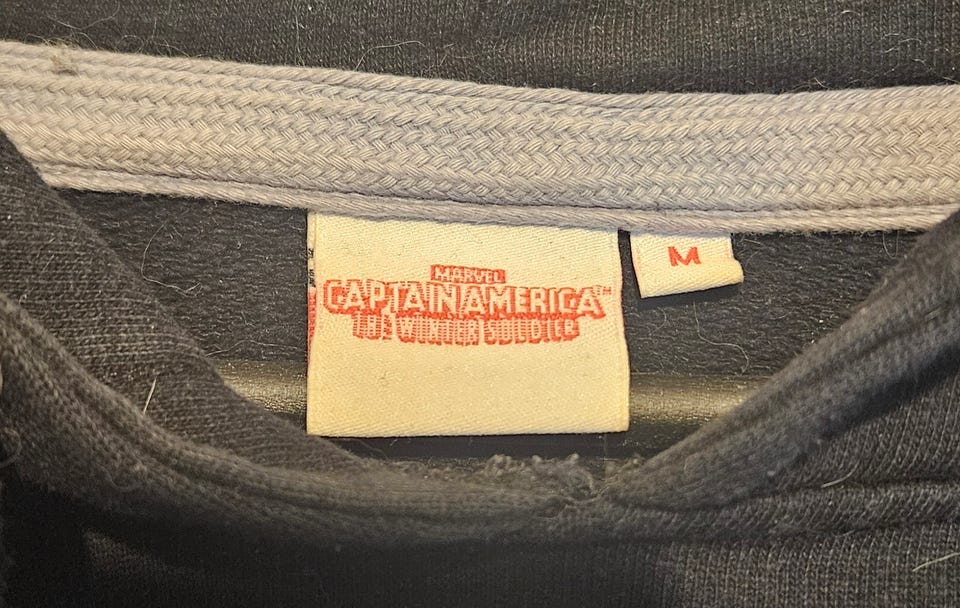 MARVEL
CAPTAIN AMERICA™
THE WINTER SOLDIER
M